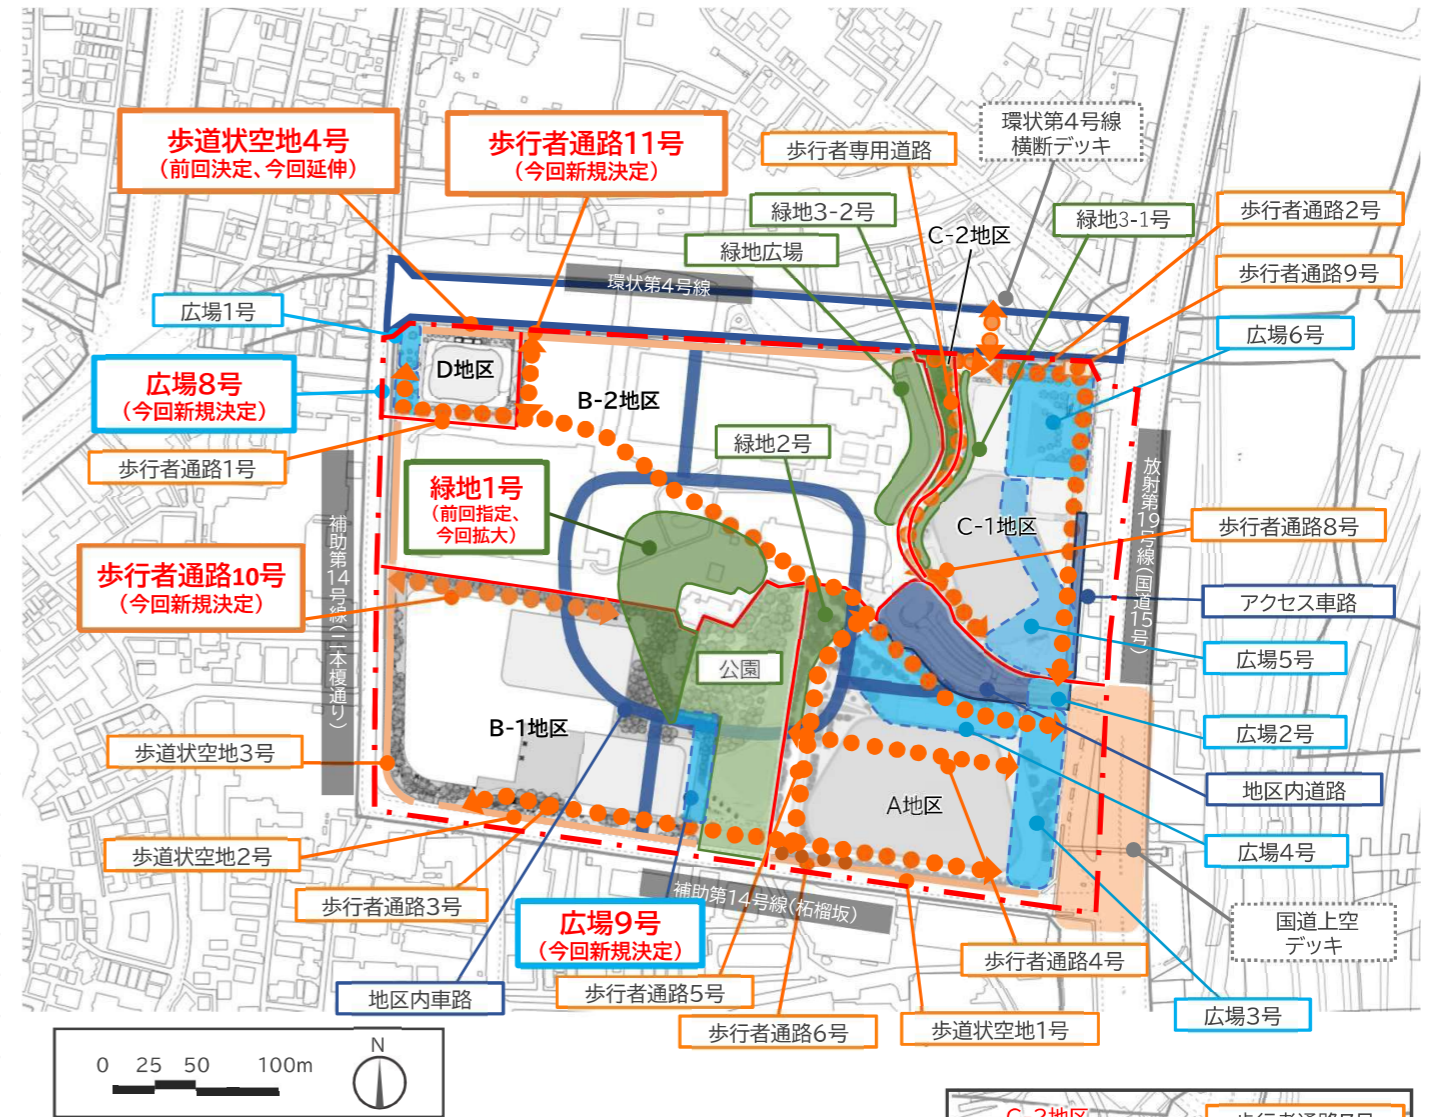 環状第4号線
横断デッキ
歩道状空地4号
(前回決定、今回延伸)
歩行者通路11号
(今回新規決定)
歩行者専用道路
緑地3-2号
C-2地区
緑地3-1号
歩行者通路2号
緑地広場
歩行者通路9号
環状第4号線
広場1号
広場6号
D地区
広場8号
(今回新規決定)
B-2地区
緑地2号
歩行者通路1号
緑地1号
(前回指定、
今回拡大)
放射第19号線(国道15号)
C-1地区
歩行者通路8号
補助第14号線(二本榎通り)
歩行者通路10号
(今回新規決定)
アクセス車路
公園
広場5号
B-1地区
広場2号
歩道状空地3号
地区内道路
A地区
歩道状空地2号
広場4号
歩行者通路3号
補助第14号線(柘榴坂)
広場9号
(今回新規決定)
国道上空
デッキ
歩行者通路4号
地区内車路
歩行者通路5号
広場3号
歩行者通路6号
歩道状空地1号
0 25 50 100m
N
C-2地区
歩行者通路7号